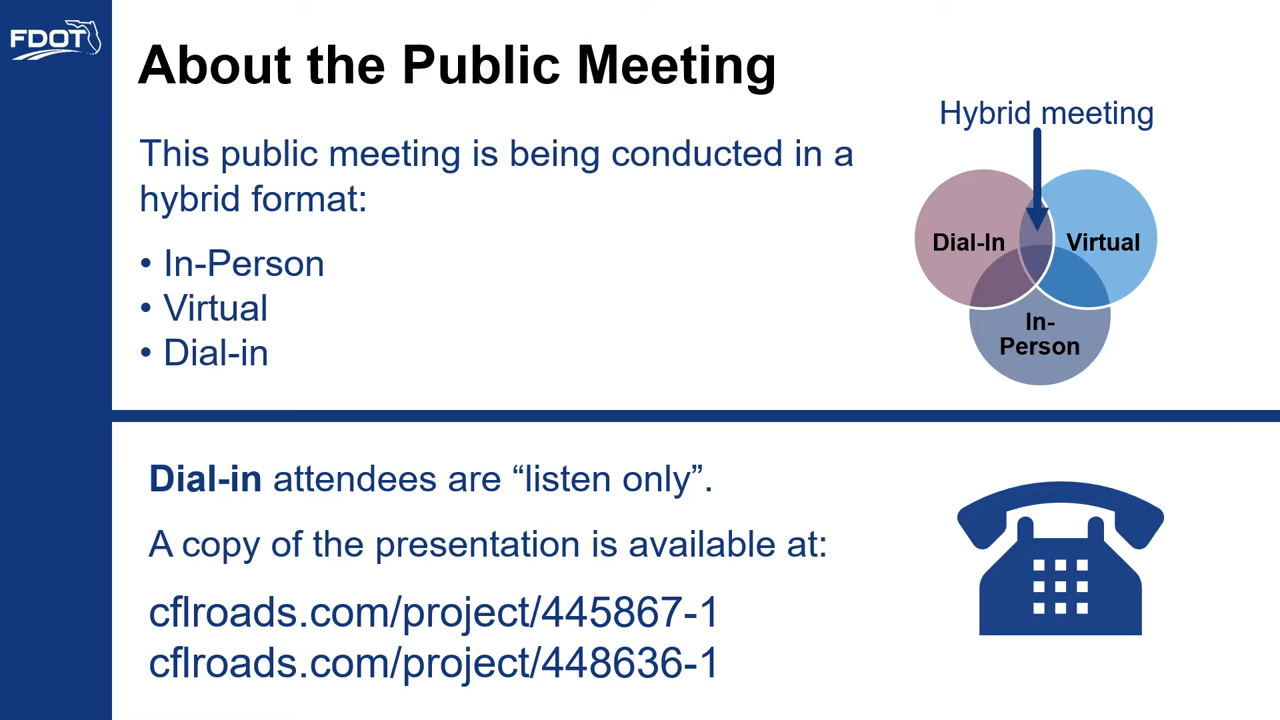 FDOT
About the Public Meeting
This public meeting is being conducted in a
hybrid format:
• In-Person
• Virtual
• Dial-in
Hybrid meeting
Dial-In
Virtual
In-
Person
Dial-in attendees are “listen only”.
A copy of the presentation is available at:
cflroads.com/project/445867-1
cflroads.com/project/448636-1